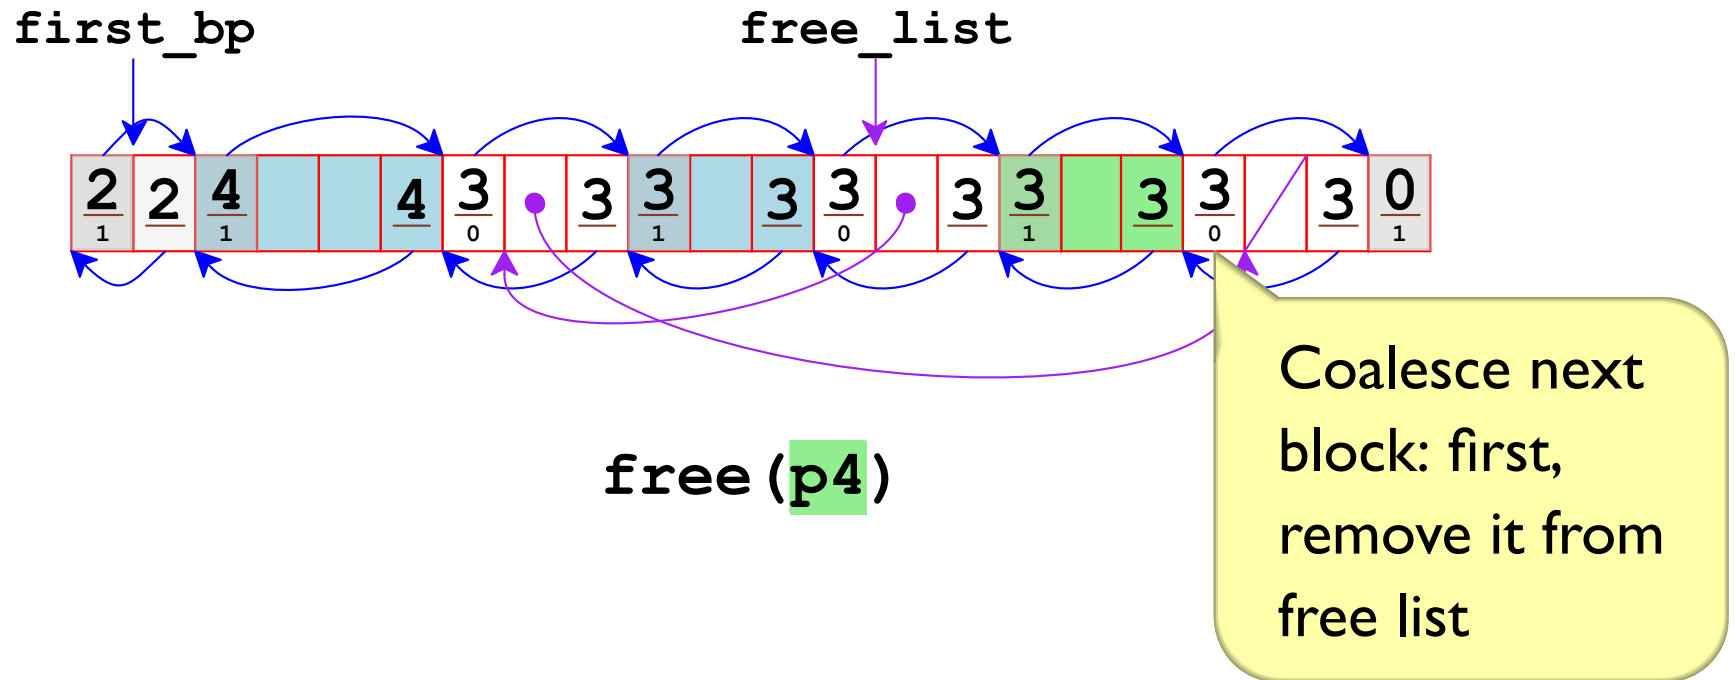 first_bp free_list
2 2 4 4 3 3 3 3 3 3 3 3 3 3 0
1 1 0 1 0 1 0 1
free(p4)
Coalesce next
block: first,
remove it from
free list